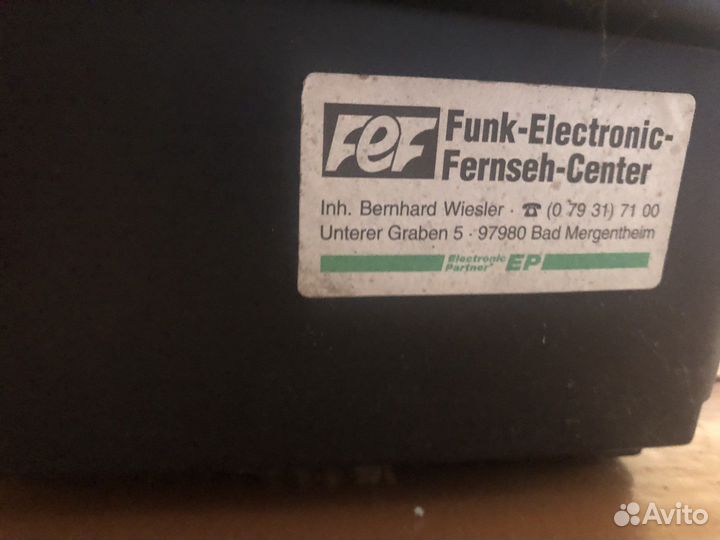 FeF
Funk-Electronic-
Fernseh-Center
Inh. Bernhard Wiesler · ☎ (0 79 31) 71 00
Unterer Graben 5 · 97980 Bad Mergentheim
Electronic
Partner EP
Avito